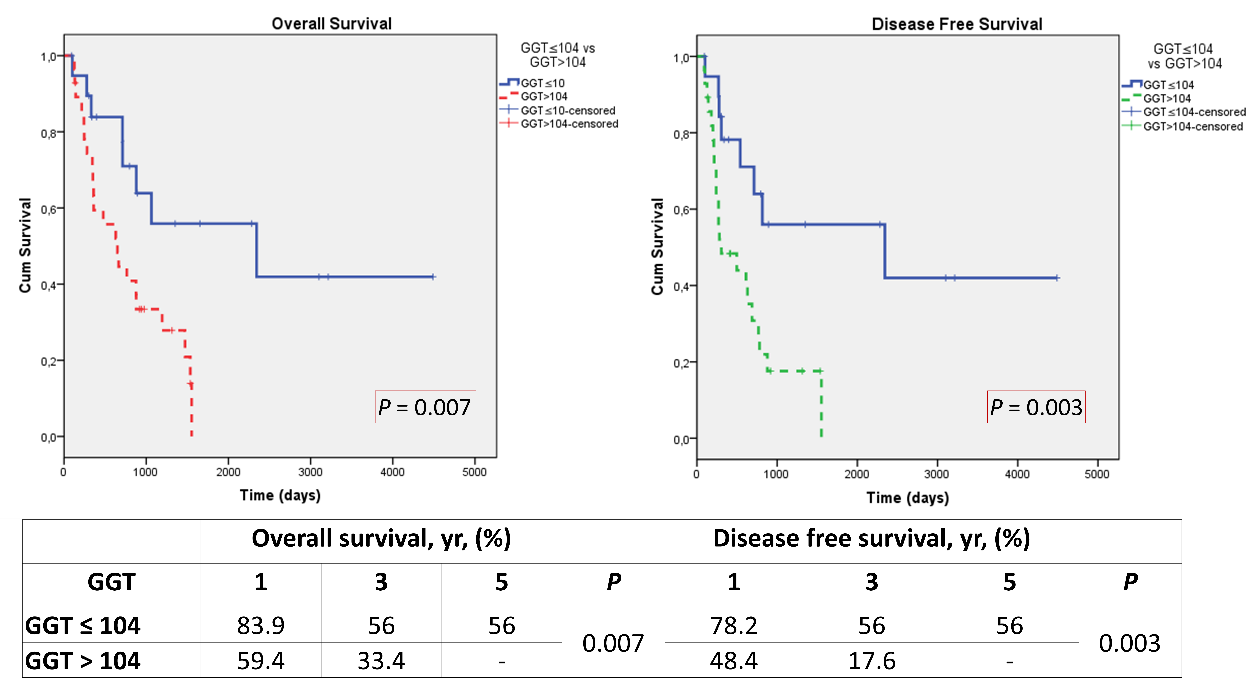 Overall Survival
GGT≤104 vs
GGT>104
GGT≤10
GGT>104
GGT≤10-censored
GGT>104-censored
Cum Survival
1,0
0,8
0,6
0,4
0,2
0,0
P = 0.007
0 1000 2000 3000 4000 5000
Time (days)
Disease Free Survival
GGT≤104
vs GGT>104
GGT≤104
GGT>104
GGT≤104-censored
GGT>104-censored
Cum Survival
1,0
0,8
0,6
0,4
0,2
0,0
P = 0.003
0 1000 2000 3000 4000 5000
Time (days)
Overall survival, yr, (%) Disease free survival, yr, (%)
GGT 1 3 5 P 1 3 5 P
GGT ≤ 104 83.9 56 56 0.007 78.2 56 56 0.003
GGT > 104 59.4 33.4 - 48.4 17.6 -